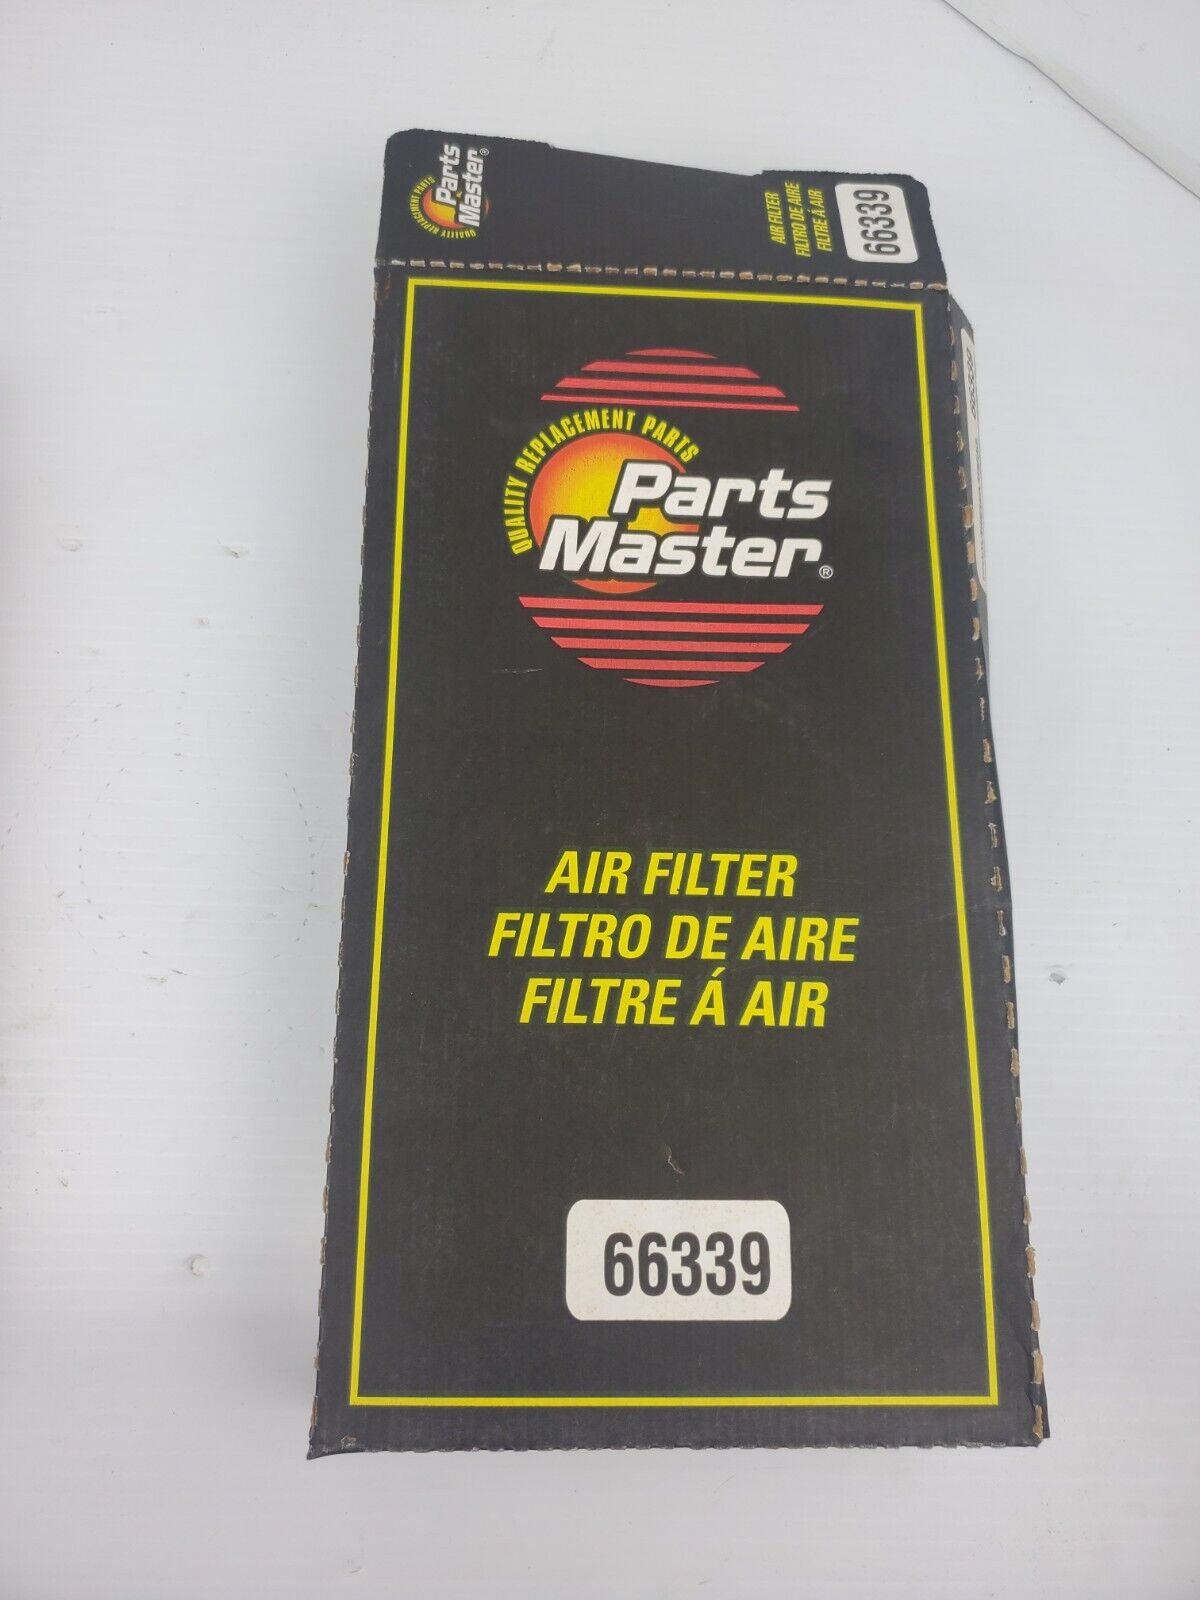 QUALITY REPLACEMENT PARTS
Parts
Master®
AIR FILTER
FILTRO DE AIRE
FILTRE Á AIR
66339
QUALITY REPLACEMENT PARTS
Parts
Master®
AIR FILTER
FILTRO DE AIRE
FILTRE Á AIR
66339
66339